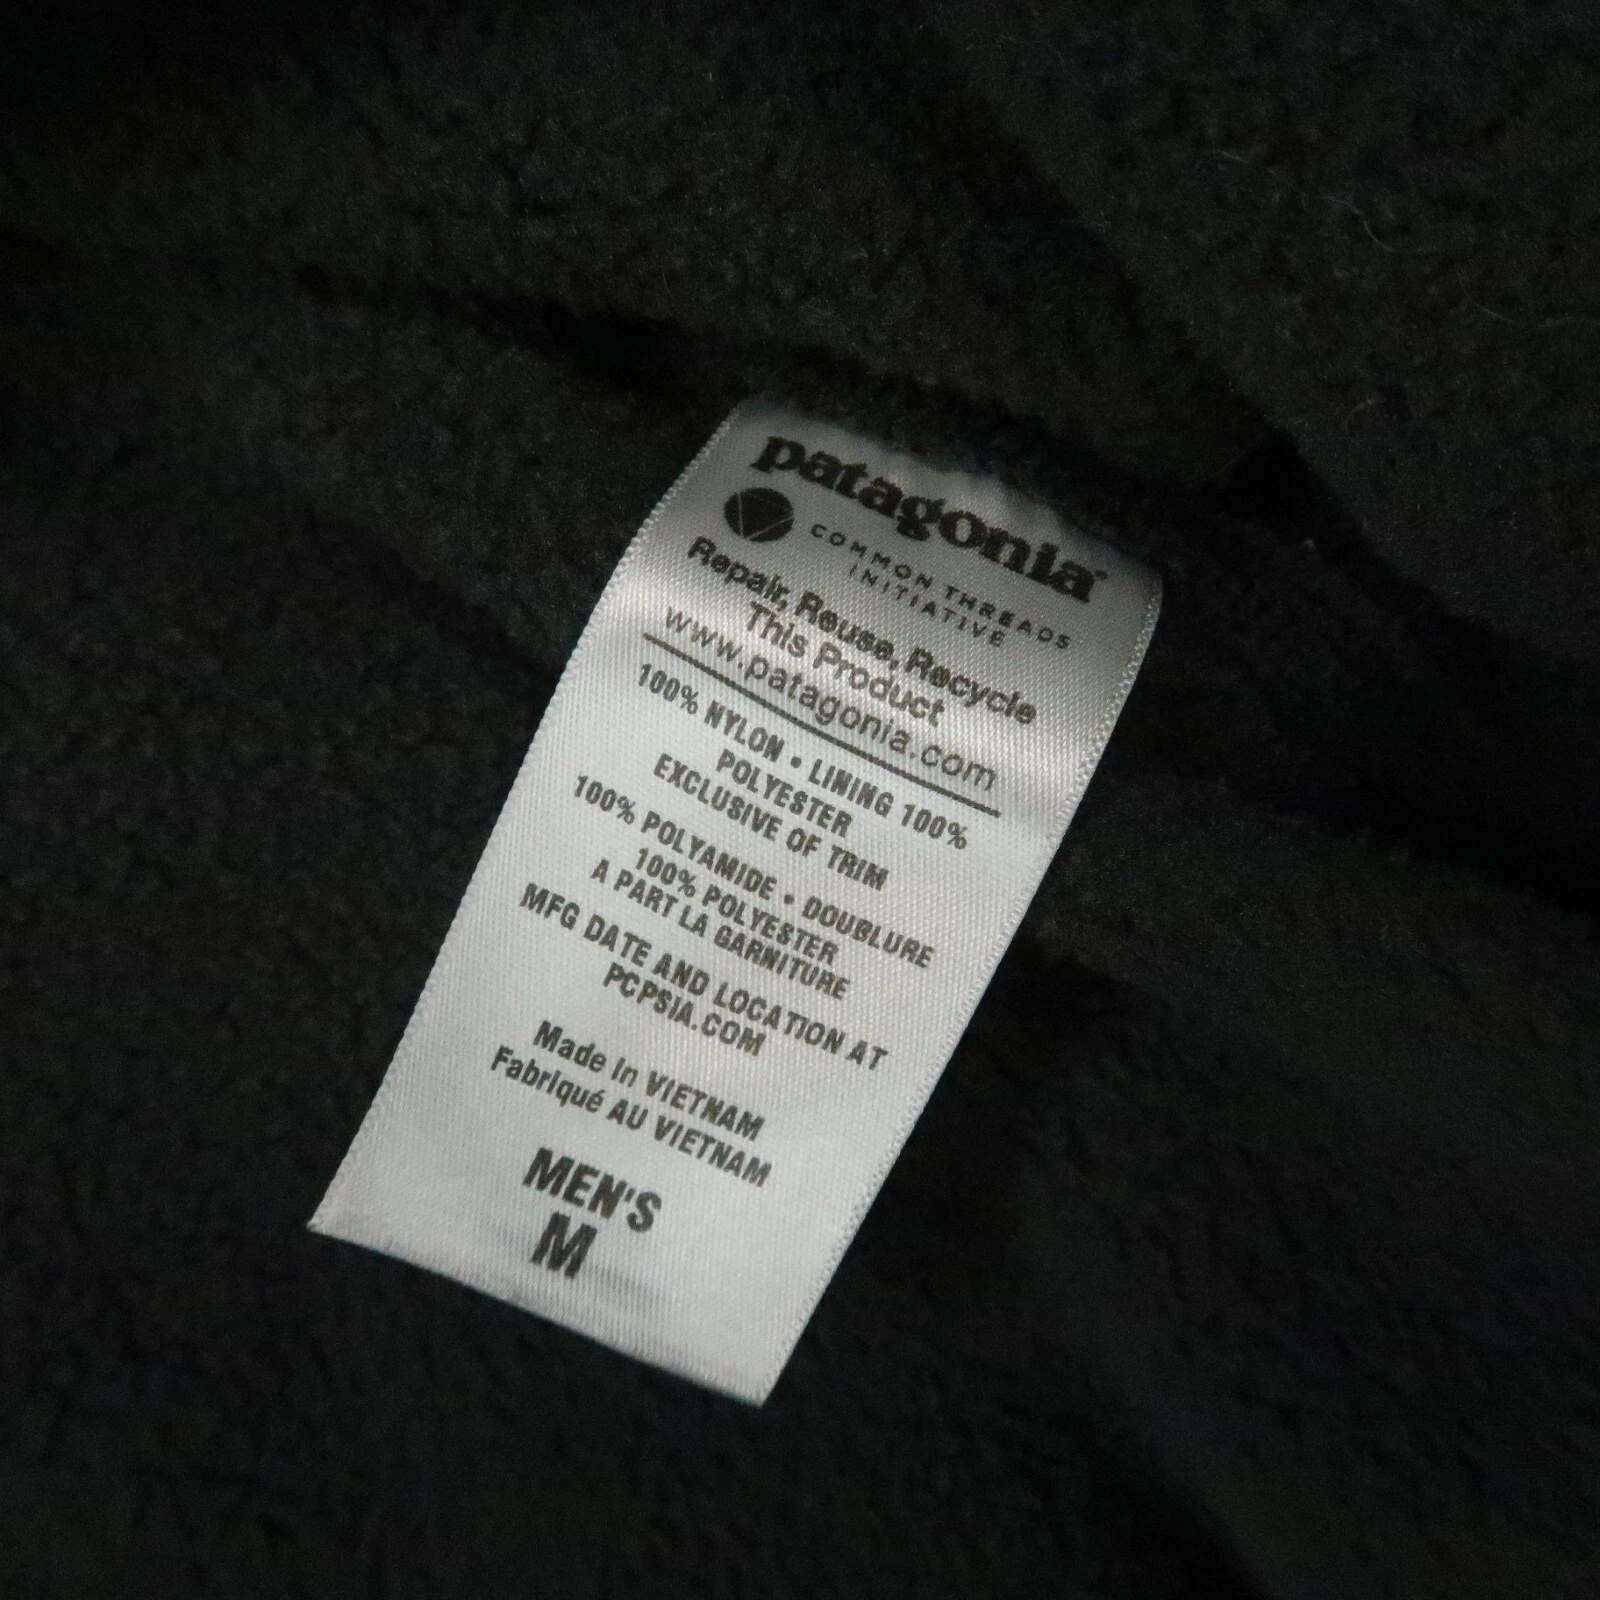 patagonia®
COMMON THREADS
INITIATIVE
Repair, Reuse, Recycle
This Product
www.patagonia.com
100% NYLON • LINING 100%
POLYESTER
EXCLUSIVE OF TRIM
100% POLYAMIDE • DOUBLURE
100% POLYESTER
A PART LA GARNITURE
MFG DATE AND LOCATION AT
PCPSIA.COM
Made in VIETNAM
Fabriqué AU VIETNAM
MEN'S
M